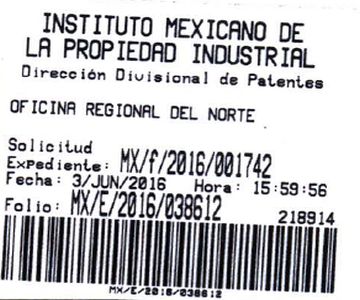 INSTITUTO MEXICANO DE
LA PROPIEDAD INDUSTRIAL
Dirección Divisional de Patentes
OFICINA REGIONAL DEL NORTE
Solicitud
Expediente: MX/f/2016/001742
Fecha: 3/JUN/2016 Hora: 15:59:56
Folio: MX/E/2016/038612
218914
MX/E/2016/038612